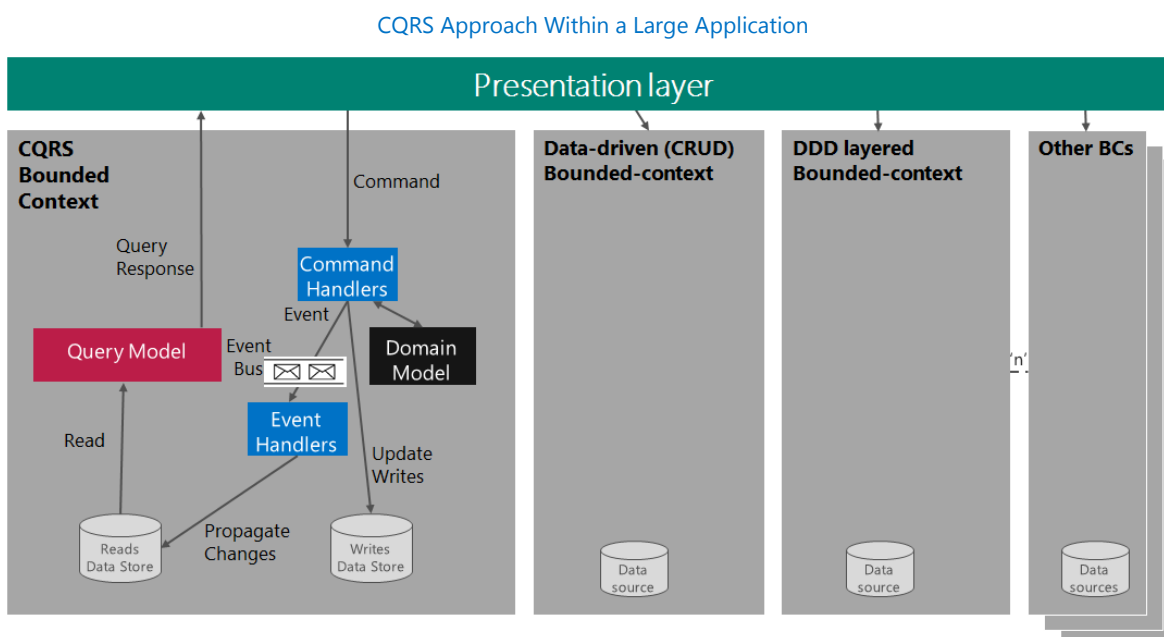 CQRS Approach Within a Large Application
Presentation layer
CQRS
Bounded
Context
Command
Query
Response
Command
Handlers
Event
Query Model
Event
Bus
Domain
Model
Event
Handlers
Read
Update
Writes
Propagate
Changes
Reads
Data Store
Writes
Data Store
Data-driven (CRUD)
Bounded-context
Data
source
DDD layered
Bounded-context
Data
source
'n'
Other BCs
Data
sources